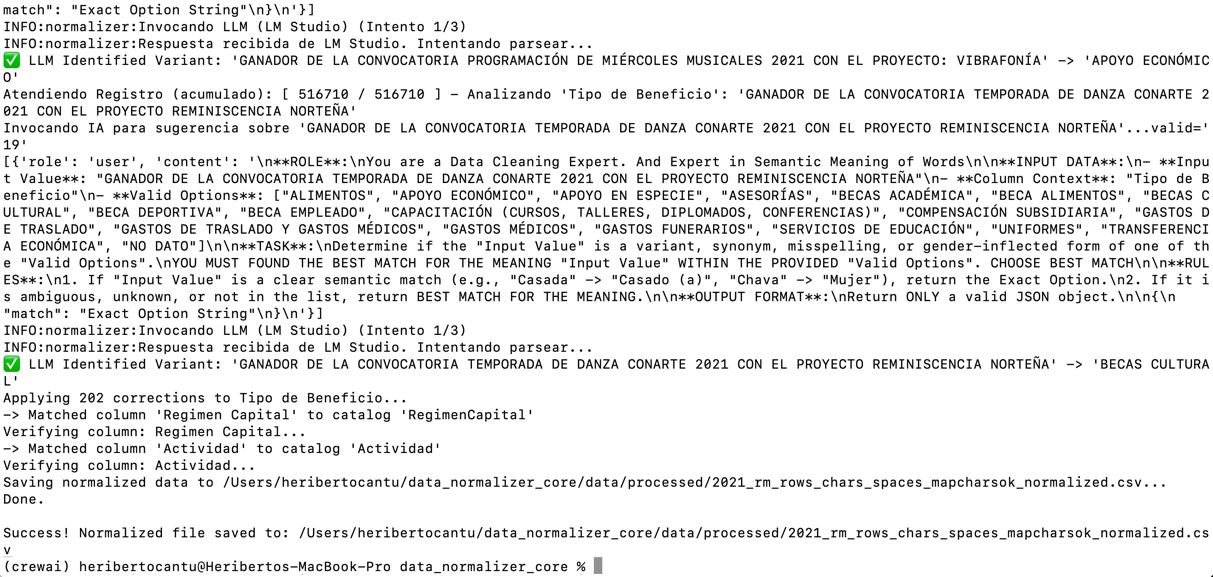 match": "Exact Option String"\n}\n'}]
INFO:normalizer:Invocando LLM (LM Studio) (Intento 1/3)
INFO:normalizer:Respuesta recibida de LM Studio. Intentando parsear...
✅ LLM Identified Variant: 'GANADOR DE LA CONVOCATORIA PROGRAMACIÓN DE MIÉRCOLES MUSICALES 2021 CON EL PROYECTO: VIBRAFONÍA' -> 'APOYO ECONÓMIC
O'
Atendiendo Registro (acumulado): [ 516710 / 516710 ] - Analizando 'Tipo de Beneficio': 'GANADOR DE LA CONVOCATORIA TEMPORADA DE DANZA CONARTE 2
021 CON EL PROYECTO REMINISCENCIA NORTEÑA'
Invocando IA para sugerencia sobre 'GANADOR DE LA CONVOCATORIA TEMPORADA DE DANZA CONARTE 2021 CON EL PROYECTO REMINISCENCIA NORTEÑA'...valid='
19'
[{'role': 'user', 'content': '\n**ROLE**:\nYou are a Data Cleaning Expert. And Expert in Semantic Meaning of Words\n\n**INPUT DATA**:\n- **Inpu
t Value**: "GANADOR DE LA CONVOCATORIA TEMPORADA DE DANZA CONARTE 2021 CON EL PROYECTO REMINISCENCIA NORTEÑA"\n- **Column Context**: "Tipo de B
eneficio"\n- **Valid Options**: ["ALIMENTOS", "APOYO ECONÓMICO", "APOYO EN ESPECIE", "ASESORÍAS", "BECAS ACADÉMICA", "BECA ALIMENTOS", "BECAS C
ULTURAL", "BECA DEPORTIVA", "BECA EMPLEADO", "CAPACITACIÓN (CURSOS, TALLERES, DIPLOMADOS, CONFERENCIAS)", "COMPENSACIÓN SUBSIDIARIA", "GASTOS D
E TRASLADO", "GASTOS DE TRASLADO Y GASTOS MÉDICOS", "GASTOS MÉDICOS", "GASTOS FUNERARIOS", "SERVICIOS DE EDUCACIÓN", "UNIFORMES", "TRANSFERENCI
A ECONÓMICA", "NO DATO"]\n\n**TASK**:\nDetermine if the "Input Value" is a variant, synonym, misspelling, or gender-inflected form of one of th
e "Valid Options".\nYOU MUST FOUND THE BEST MATCH FOR THE MEANING "Input Value" WITHIN THE PROVIDED "Valid Options". CHOOSE BEST MATCH\n\n**RUL
ES**:\n1. If "Input Value" is a clear semantic match (e.g., "Casada" -> "Casado (a)", "Chava" -> "Mujer"), return the Exact Option.\n2. If it i
s ambiguous, unknown, or not in the list, return BEST MATCH FOR THE MEANING.\n\n**OUTPUT FORMAT**:\nReturn ONLY a valid JSON object.\n\n{\n 
"match": "Exact Option String"\n}\n'}]
INFO:normalizer:Invocando LLM (LM Studio) (Intento 1/3)
INFO:normalizer:Respuesta recibida de LM Studio. Intentando parsear...
✅ LLM Identified Variant: 'GANADOR DE LA CONVOCATORIA TEMPORADA DE DANZA CONARTE 2021 CON EL PROYECTO REMINISCENCIA NORTEÑA' -> 'BECAS CULTURA
L'
Applying 202 corrections to Tipo de Beneficio...
-> Matched column 'Regimen Capital' to catalog 'RegimenCapital'
Verifying column: Regimen Capital...
-> Matched column 'Actividad' to catalog 'Actividad'
Verifying column: Actividad...
Saving normalized data to /Users/heribertocantu/data_normalizer_core/data/processed/2021_rm_rows_chars_spaces_mapcharsok_normalized.csv...
Done.

Success! Normalized file saved to: /Users/heribertocantu/data_normalizer_core/data/processed/2021_rm_rows_chars_spaces_mapcharsok_normalized.cs
v
(crewai) heribertocantu@Heribertos-MacBook-Pro data_normalizer_core %